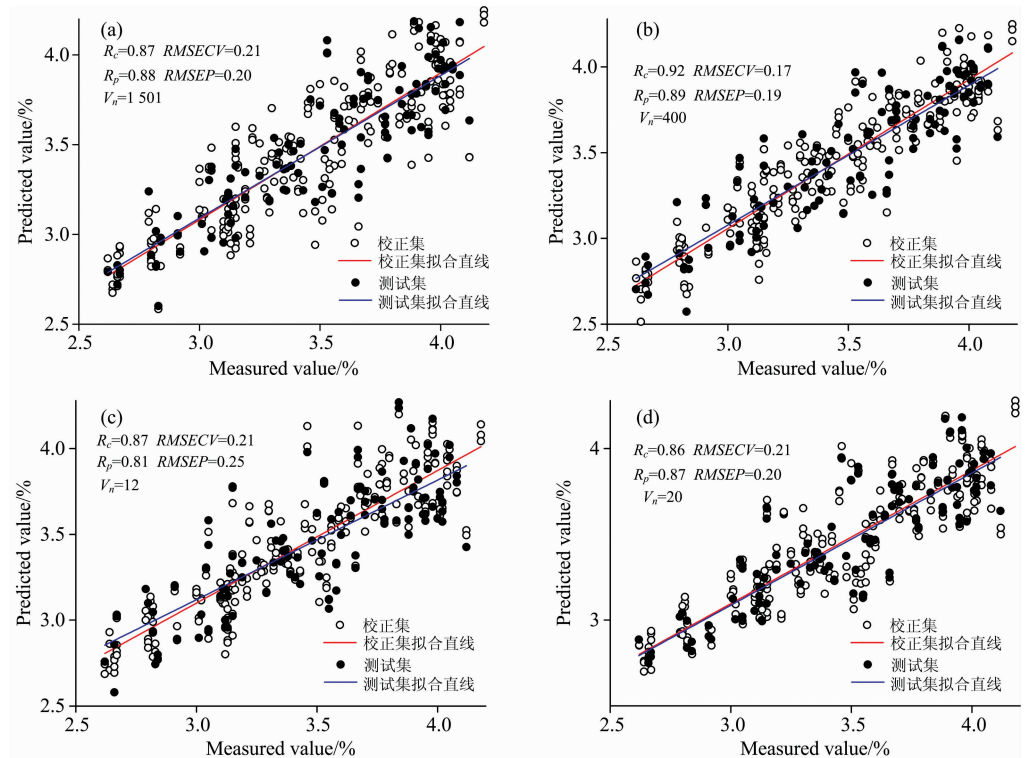 (a)
Rc=0.87 RMSECV=0.21
Rp=0.88 RMSEP=0.20
Vn=1 501
4.0
3.5
3.0
2.5
Predicted value/%
校正集
校正集拟合直线
测试集
测试集拟合直线
2.5 3.0 3.5 4.0
Measured value/%
(b)
Rc=0.92 RMSECV=0.17
Rp=0.89 RMSEP=0.19
Vn=400
4.0
3.5
3.0
2.5
Predicted value/%
校正集
校正集拟合直线
测试集
测试集拟合直线
2.5 3.0 3.5 4.0
Measured value/%
(c)
Rc=0.87 RMSECV=0.21
Rp=0.81 RMSEP=0.25
Vn=12
4.0
3.5
3.0
2.5
Predicted value/%
校正集
校正集拟合直线
测试集
测试集拟合直线
2.5 3.0 3.5 4.0
Measured value/%
(d)
Rc=0.86 RMSECV=0.21
Rp=0.87 RMSEP=0.20
Vn=20
4
3
Predicted value/%
校正集
校正集拟合直线
测试集
测试集拟合直线
2.5 3.0 3.5 4.0
Measured value/%